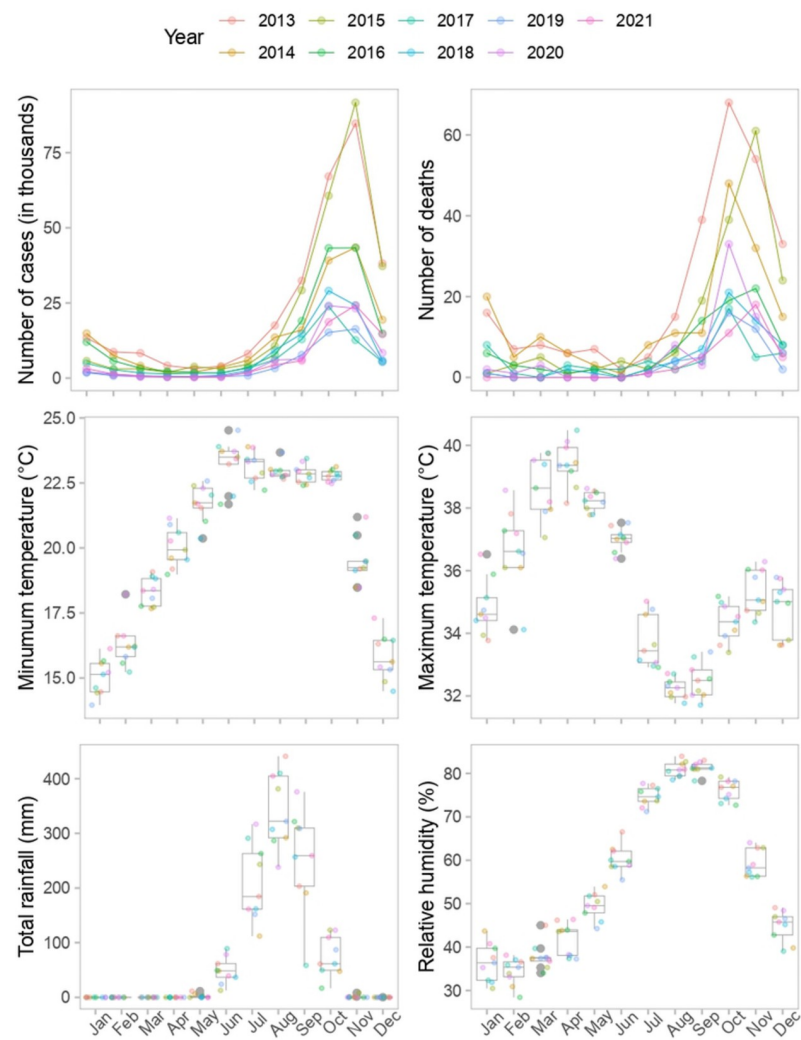 Year 2013 2015 2017 2019 2021
2014 2016 2018 2020
Number of cases (in thousands)
75
50
25
0
Number of deaths
60
40
20
0
Minumum temperature (°C)
25.0
22.5
20.0
17.5
15.0
Maximum temperature (°C)
40
38
36
34
32
Total rainfall (mm)
400
300
200
100
0
Relative humidity (%)
80
70
60
50
40
30
Jan Feb Mar Apr May Jun Jul Aug Sep Oct Nov Dec
Jan Feb Mar Apr May Jun Jul Aug Sep Oct Nov Dec